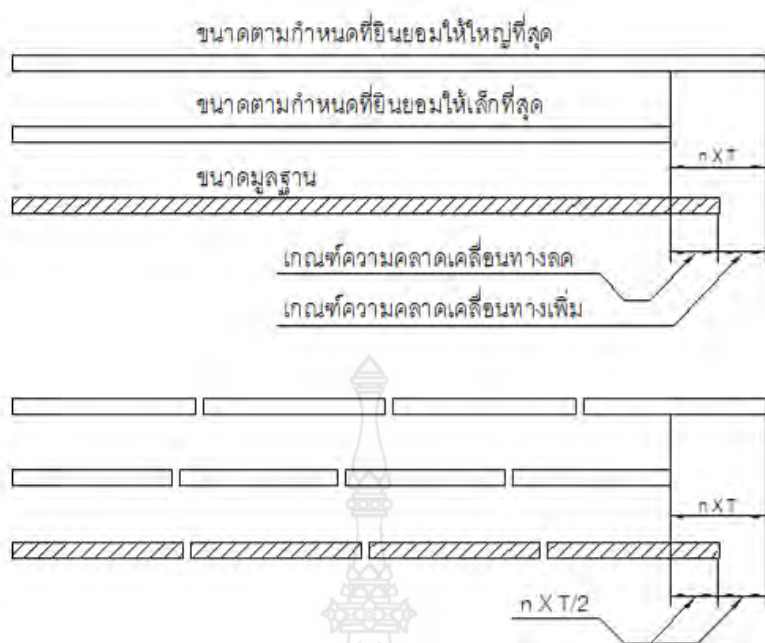 ขนาดตามกำหนดที่ยินยอมให้ใหญ่ที่สุด
ขนาดตามกำหนดที่ยินยอมให้เล็กที่สุด
n X T
ขนาดมูลฐาน
เกณฑ์ความคลาดเคลื่อนทางลด
เกณฑ์ความคลาดเคลื่อนทางเพิ่ม
n X T
n X T/2